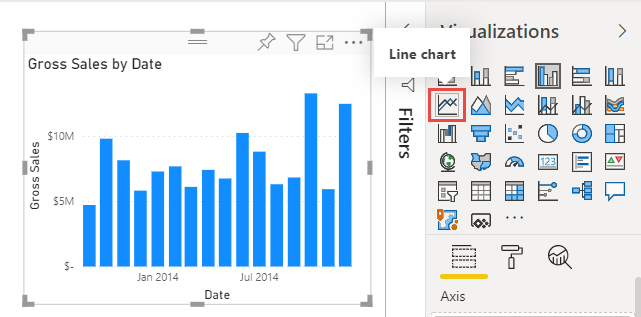 Visualizations
Line chart
Gross Sales by Date
Filters
Gross Sales
$10M
$5M
$-
Jan 2014
Jul 2014
Date
123
Axis